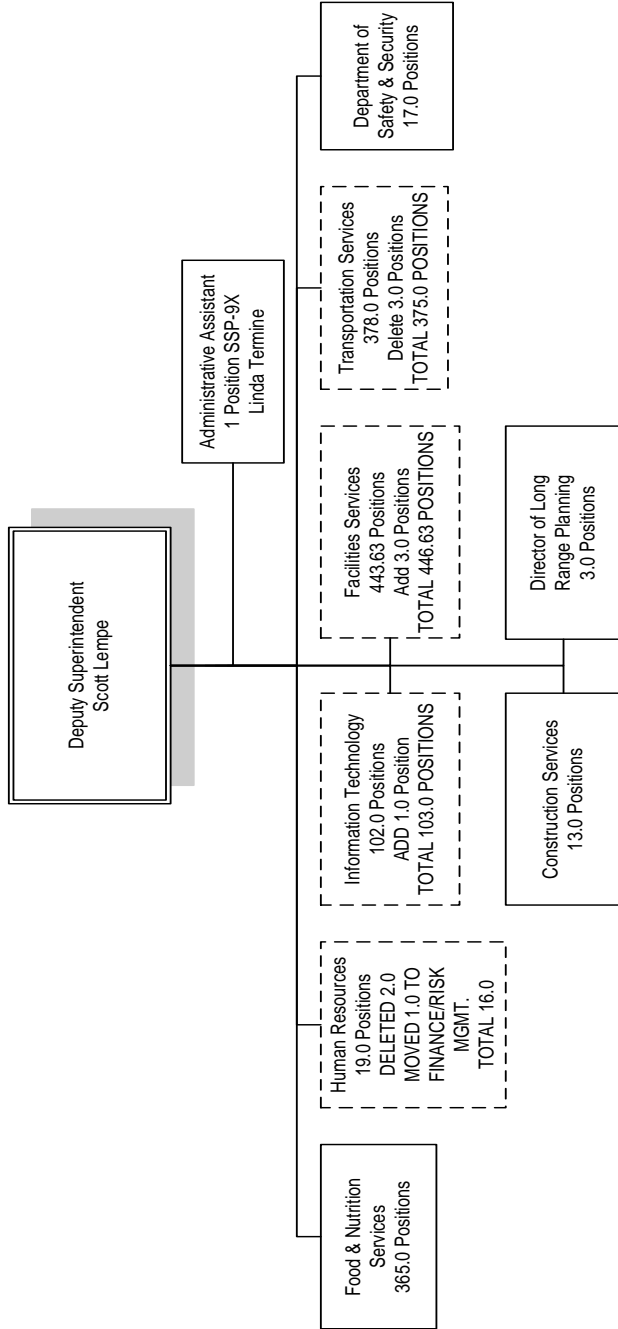 Deputy Superintendent
Scott Lempe
Administrative Assistant
1 Position SSP-9X
Linda Termine
Food & Nutrition
Services
365.0 Positions
Human Resources
19.0 Positions
DELETED 2.0
MOVED 1.0 TO
FINANCE/RISK
MGMT.
TOTAL 16.0
Information Technology
102.0 Positions
ADD 1.0 Position
TOTAL 103.0 POSITIONS
Facilities Services
443.63 Positions
Add 3.0 Positions
TOTAL 446.63 POSITIONS
Transportation Services
378.0 Positions
Delete 3.0 Positions
TOTAL 375.0 POSITIONS
Department of
Safety & Security
17.0 Positions
Construction Services
13.0 Positions
Director of Long
Range Planning
3.0 Positions